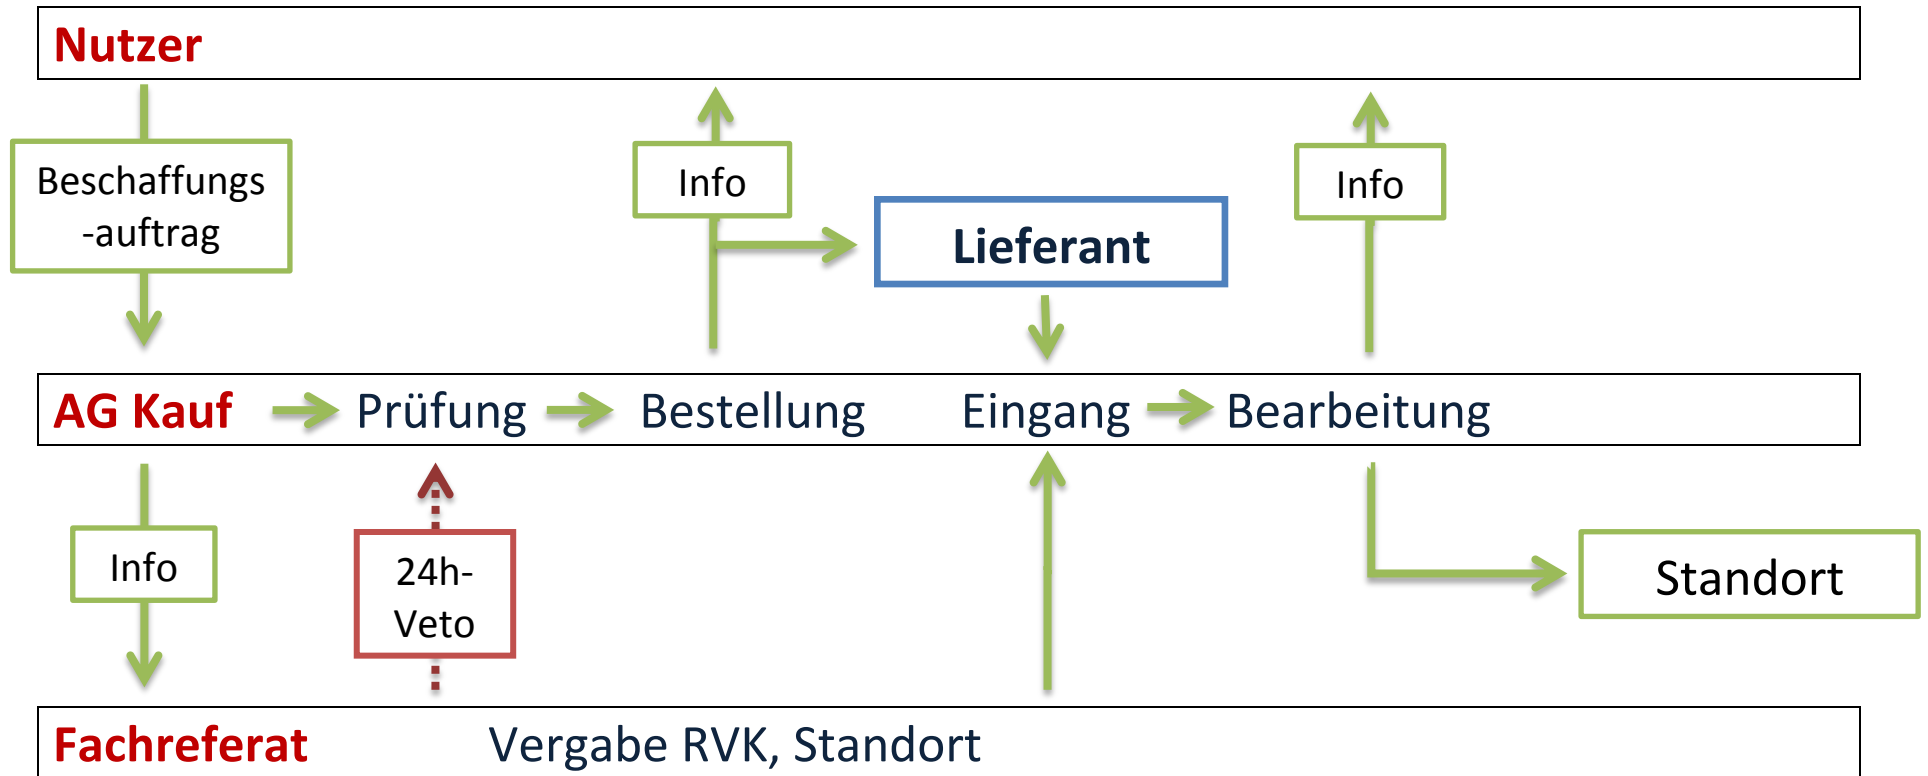 Nutzer
Beschaffungs
-auftrag
Info
Info
Lieferant
AG Kauf Prüfung Bestellung Eingang Bearbeitung
Info
24h-
Veto
Standort
Fachreferat Vergabe RVK, Standort